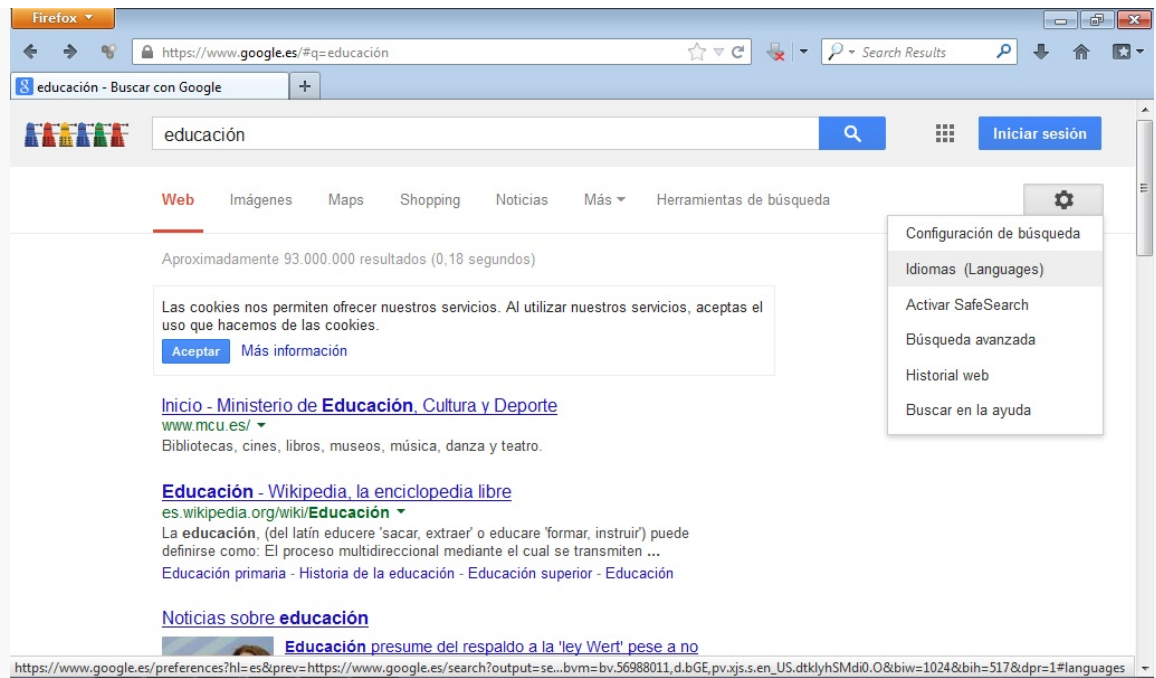 Firefox
https://www.google.es/#q=educación
Search Results
8 educación - Buscar con Google
educación
Iniciar sesión
Web Imágenes Maps Shopping Noticias Más Herramientas de búsqueda
Configuración de búsqueda
Idiomas (Languages)
Activar SafeSearch
Búsqueda avanzada
Historial web
Buscar en la ayuda
Aproximadamente 93.000.000 resultados (0,18 segundos)
Las cookies nos permiten ofrecer nuestros servicios. Al utilizar nuestros servicios, aceptas el
uso que hacemos de las cookies.
Aceptar Más información
Inicio - Ministerio de Educación, Cultura y Deporte
www.mcu.es/
Bibliotecas, cines, libros, museos, música, danza y teatro.
Educación - Wikipedia, la enciclopedia libre
es.wikipedia.org/wiki/Educación
La educación, (del latín educere 'sacar, extraer' o educare 'formar, instruir') puede
definirse como: El proceso multidireccional mediante el cual se transmiten ...
Educación primaria - Historia de la educación - Educación superior - Educación
Noticias sobre educación
Educación presume del respaldo a la 'ley Wert' pese a no
https://www.google.es/preferences?hl=es&prev=https://www.google.es/search?output=se...bvm=bv.56988011,d.bGE,pv.xjs.s.en_US.dtklyhSMdi0.O&biw=1024&bih=517&dpr=1#languages